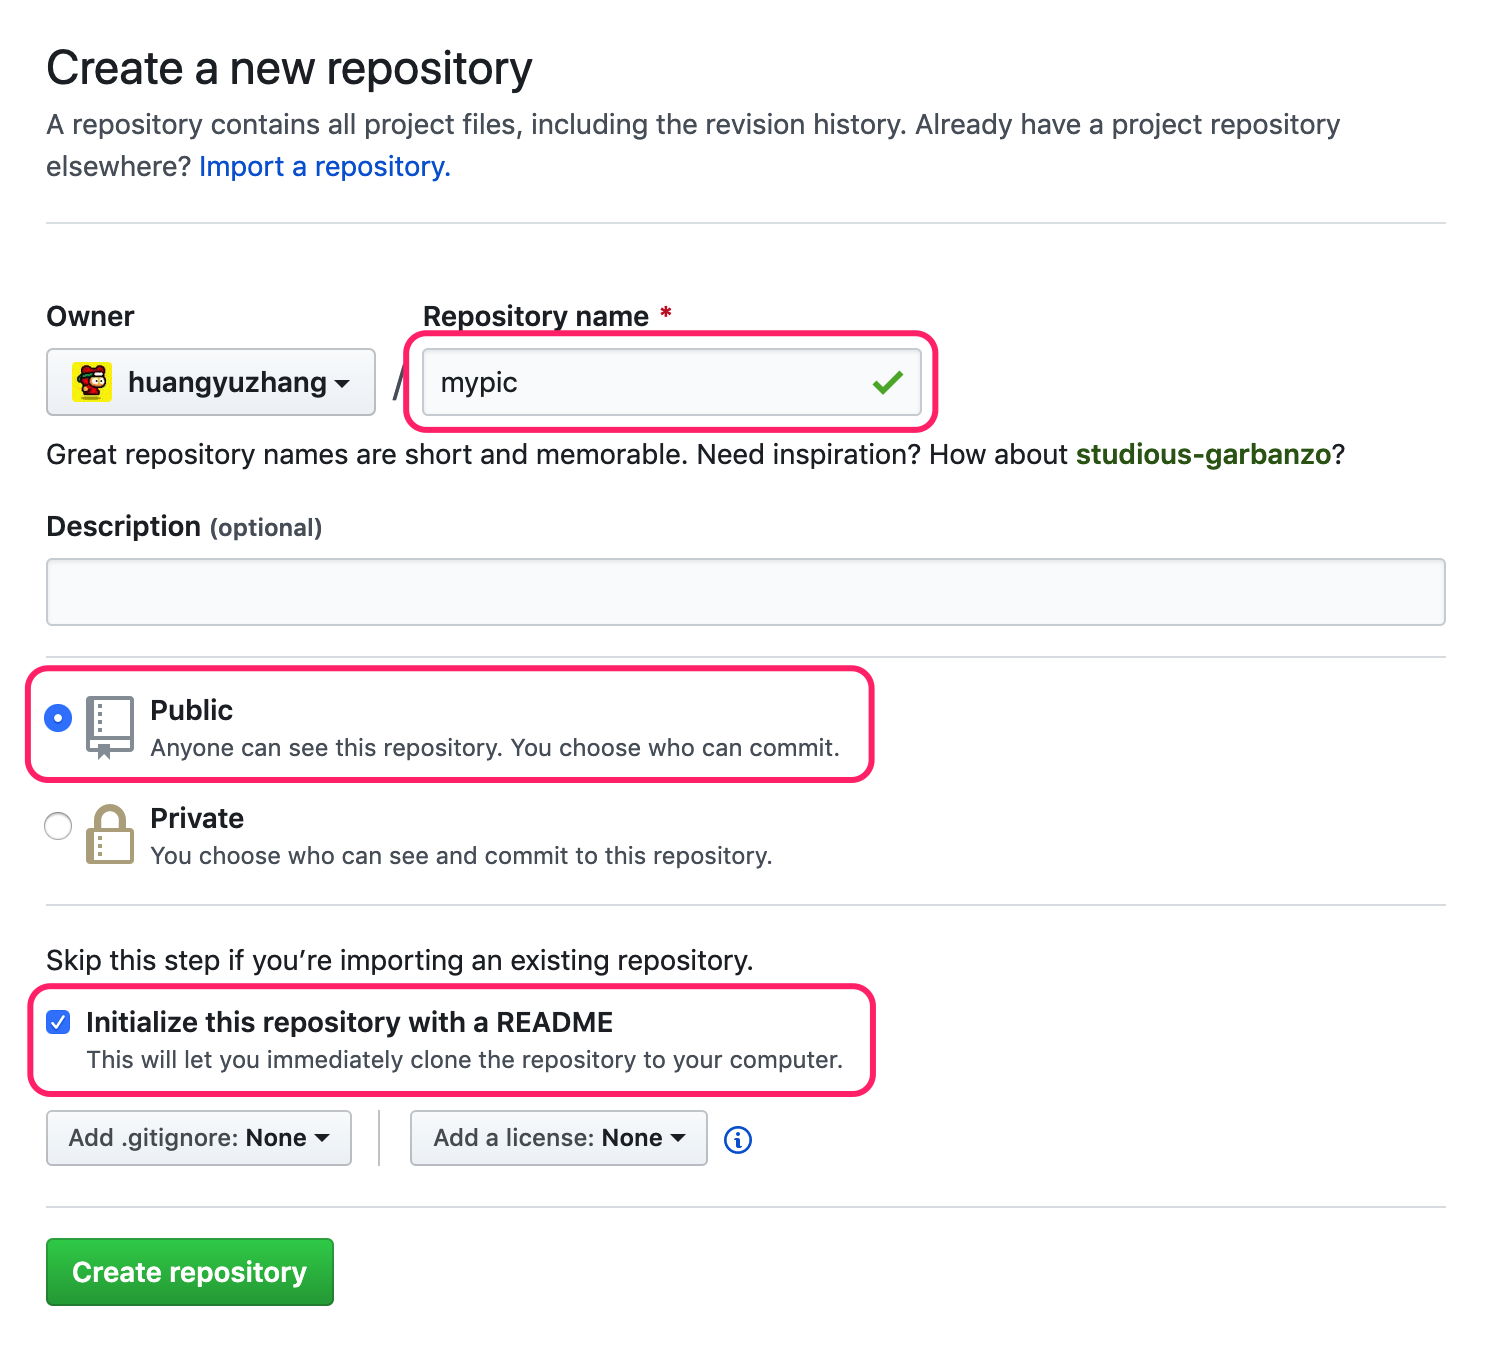 Create a new repository
A repository contains all project files, including the revision history. Already have a project repository
elsewhere? Import a repository.
Owner
Repository name *
huangyuzhang
/
mypic
Great repository names are short and memorable. Need inspiration? How about studious-garbanzo?
Description (optional)
Public
Anyone can see this repository. You choose who can commit.
Private
You choose who can see and commit to this repository.
Skip this step if you’re importing an existing repository.
Initialize this repository with a README
This will let you immediately clone the repository to your computer.
Add .gitignore: None
Add a license: None
Create repository